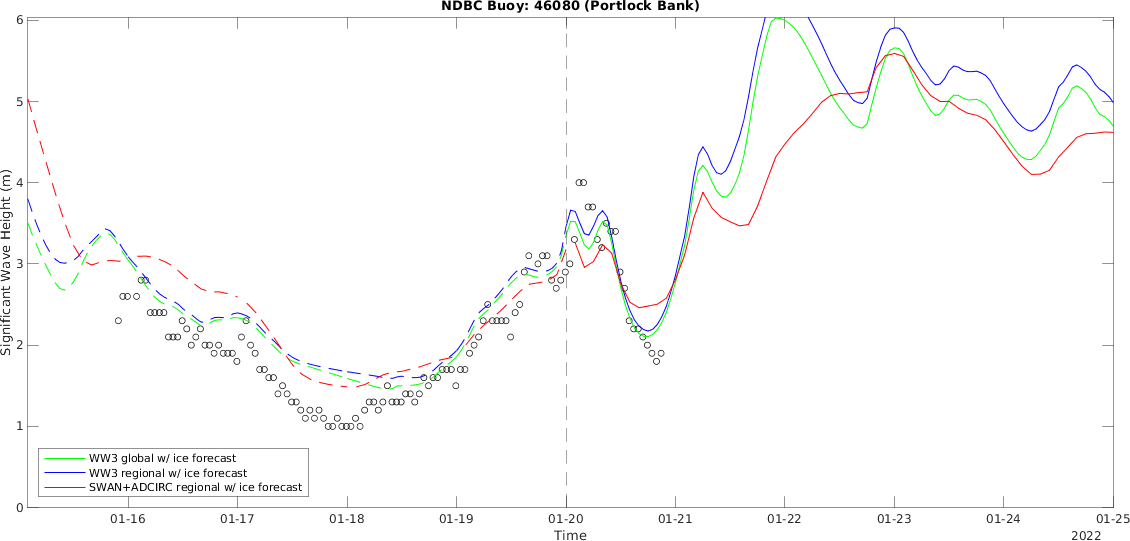 NDBC Buoy: 46080 (Portlock Bank)
Significant Wave Height (m)
6
5
4
3
2
1
0
WW3 global w/ ice forecast
WW3 regional w/ ice forecast
SWAN+ADCIRC regional w/ ice forecast
01-16 01-17 01-18 01-19 01-20 01-21 01-22 01-23 01-24 01-25
Time
2022